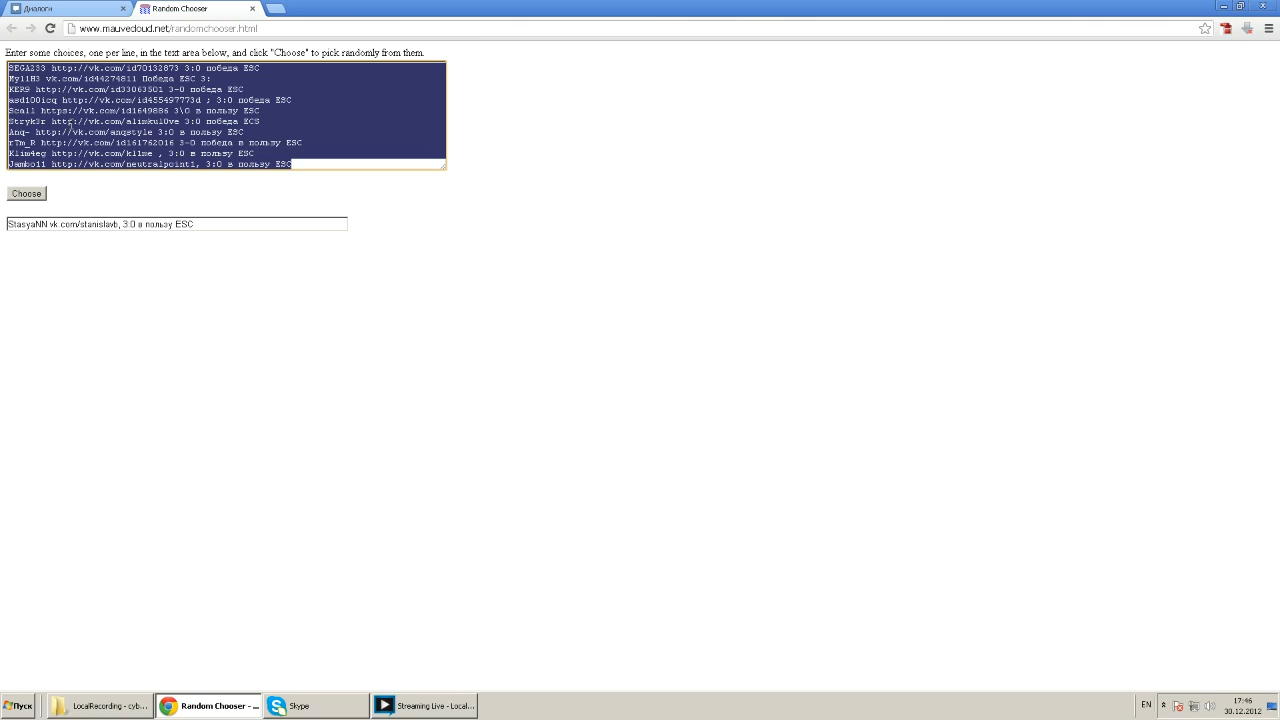 Диалоги
Random Chooser
www.mauvecloud.net/randomchooser.html
Enter some choices, one per line, in the text area below, and click "Choose" to pick randomly from them.
SEGA233 http://vk.com/id70132873 3:0 победа ESC
Myl1H3 vk.com/id44274811 Победа ESC 3:
KER9 http://vk.com/id33063501 3-0 победа ESC
asd100icq http://vk.com/id455497773d ; 3:0 победа ESC
Scall https://vk.com/id1649886 3\0 в пользу ESC
Stryk3r http://vk.com/alimkul0ve 3:0 победа ECS
Anq- http://vk.com/anqstyle 3:0 в пользу ESC
rTm_R http://vk.com/id161762016 3-0 победа в пользу ESC
Klim4eg http://vk.com/kl1me , 3:0 в пользу ESC
Jambo11 http://vk.com/neutralpoint1, 3:0 в пользу ESC
Choose
StasyaNN vk.com/stanislavb, 3:0 в пользу ESC
Пуск
LocalRecording - cyb...
Random Chooser - ...
Skype
Streaming Live - Local...
EN
17:46
30.12.2012